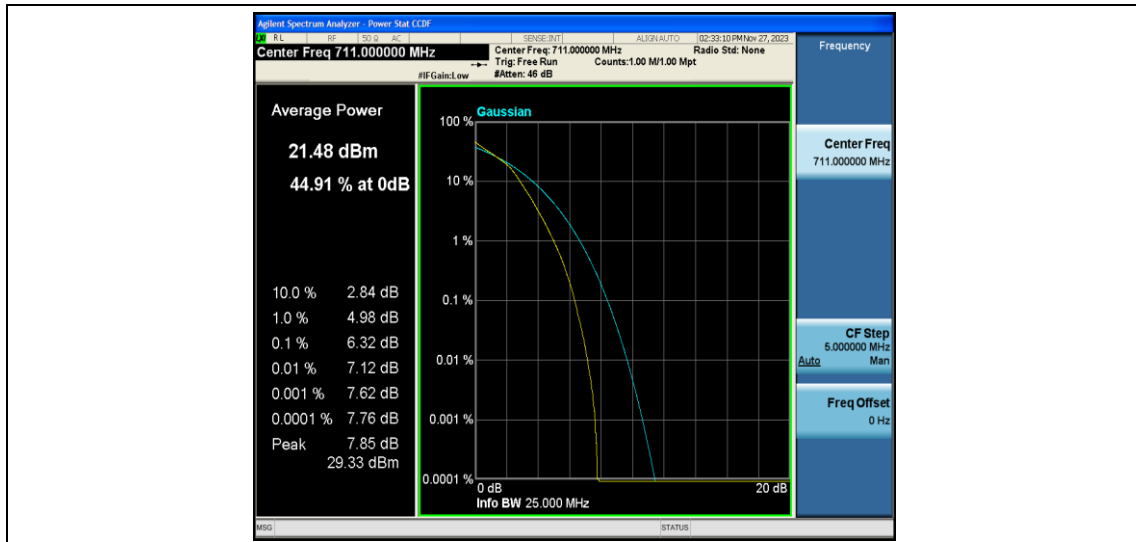 Agilent Spectrum Analyzer - Power Stat CCDF
RL RF 50 Ω AC SENSE:INT ALIGN AUTO 02:33:10 PM Nov 27, 2023
Center Freq 711.000000 MHz
Center Freq: 711.000000 MHz Radio Std: None
Trig: Free Run Counts:1.00 M/1.00 Mpt
#IFGain:Low #Atten: 46 dB
Frequency
Average Power
21.48 dBm
44.91 % at 0dB
10.0 % 2.84 dB
1.0 % 4.98 dB
0.1 % 6.32 dB
0.01 % 7.12 dB
0.001 % 7.62 dB
0.0001 % 7.76 dB
Peak 7.85 dB
29.33 dBm
Gaussian
100 %
10 %
1 %
0.1 %
0.01 %
0.001 %
0.0001 %
0 dB 20 dB
Info BW 25.000 MHz
Center Freq
711.000000 MHz
CF Step
5.000000 MHz
Auto Man
Freq Offset
0 Hz
MSG STATUS